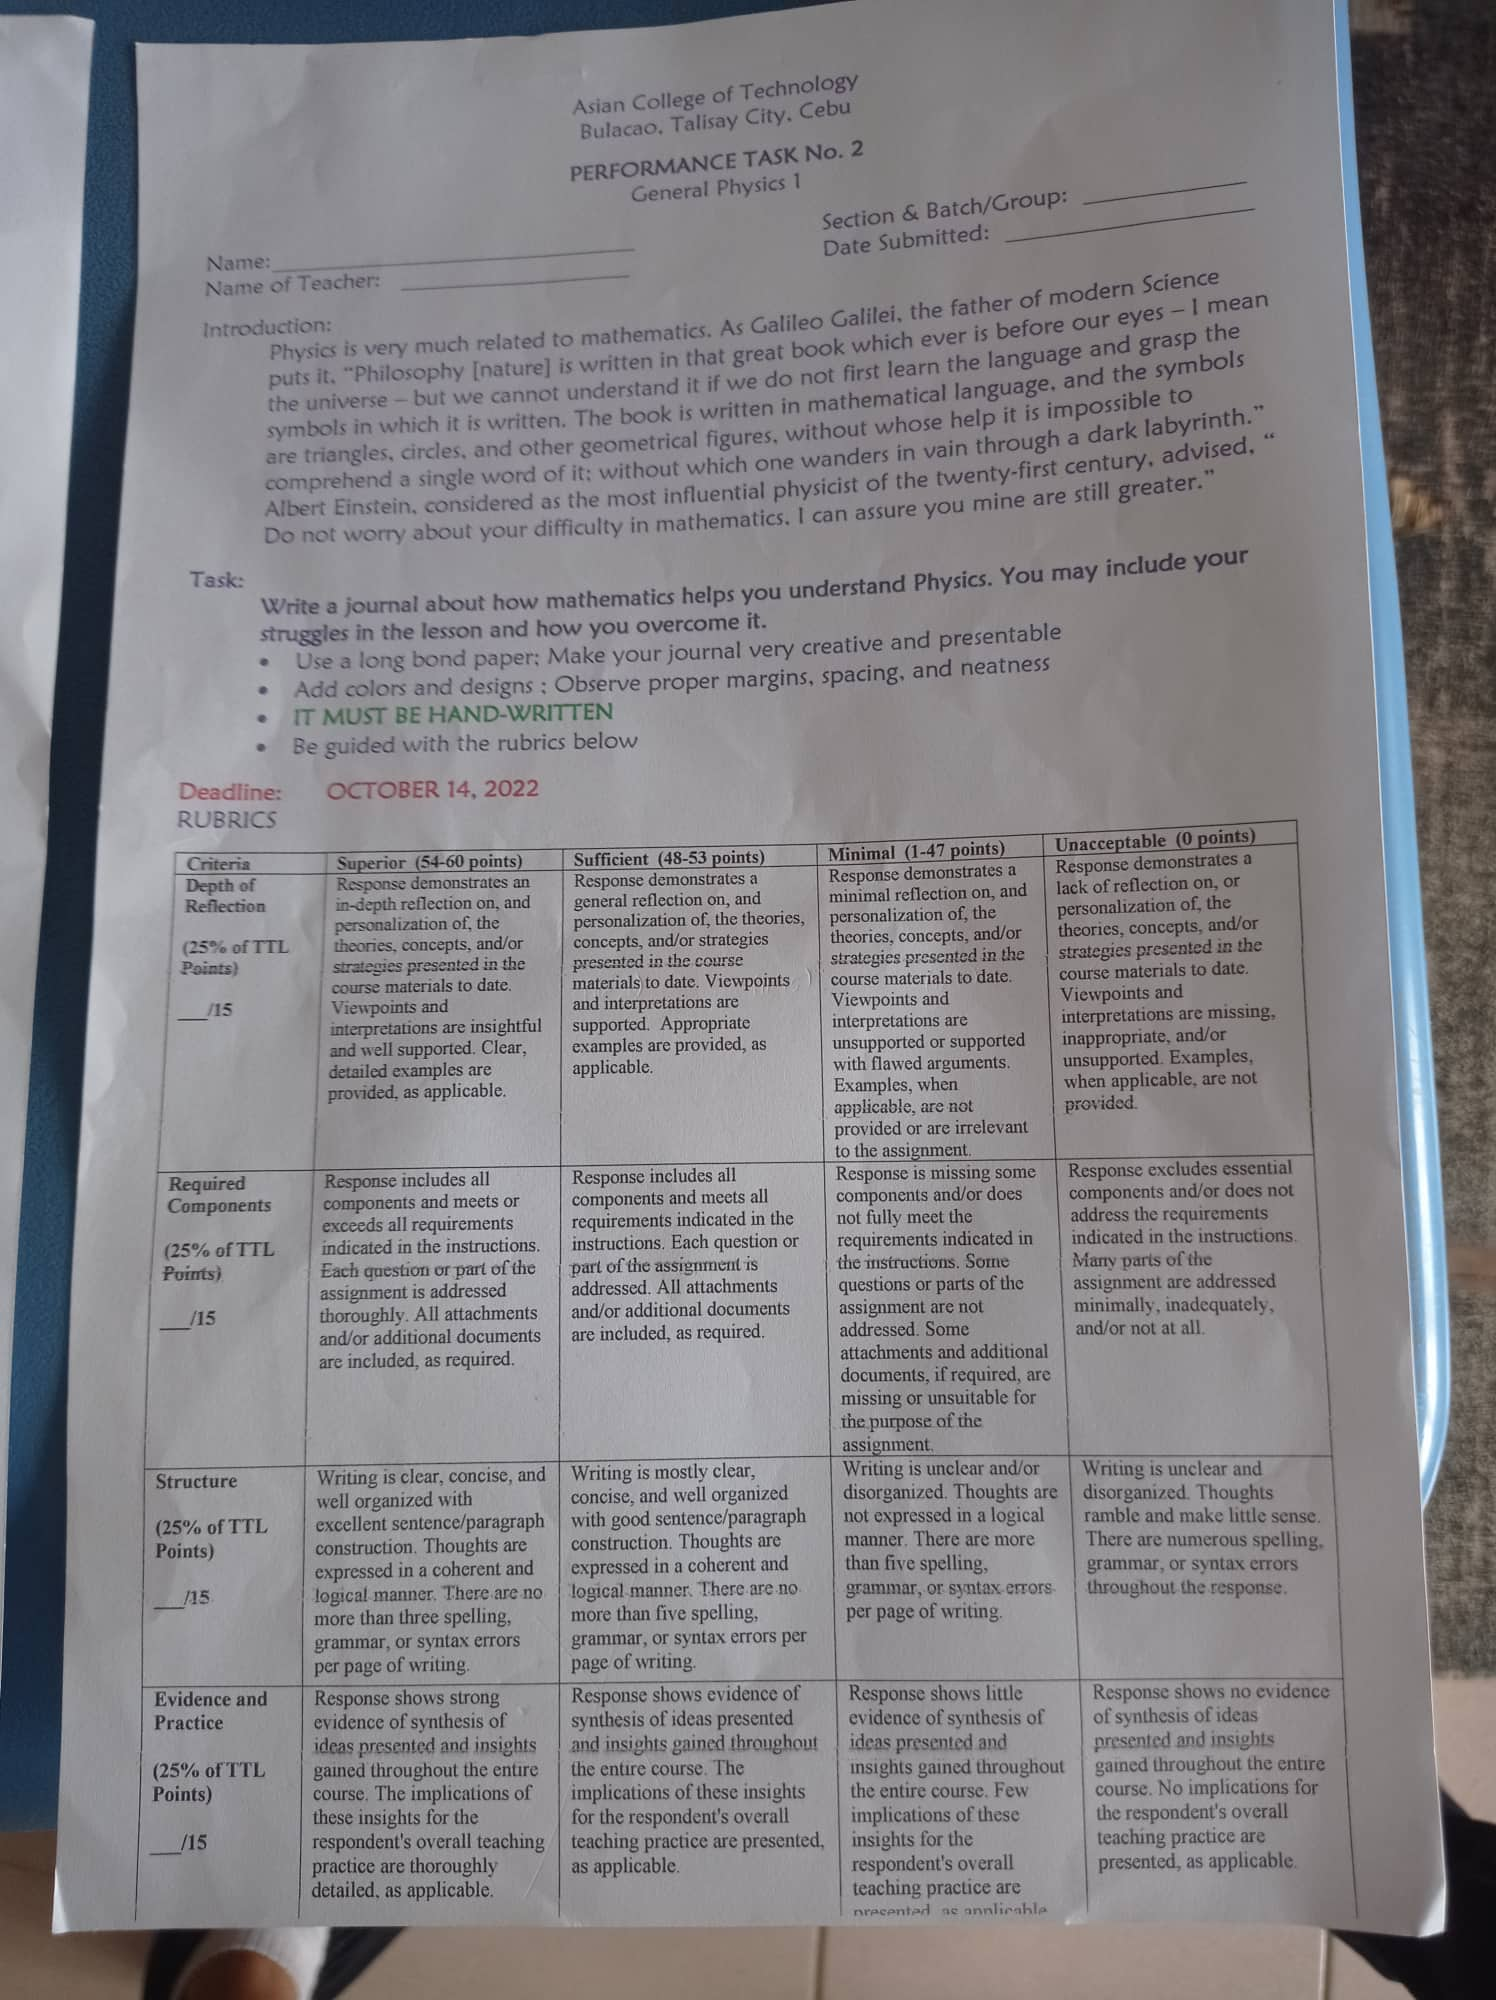 Asian College of Technology
Bulacao, Talisay City, Cebu
PERFORMANCE TASK No. 2
General Physics 1
Section & Batch/Group:
Date Submitted:
Name:
Name of Teacher:
Introduction:
Physics is very much related to mathematics. As Galileo Galilei, the father of modern Science
puts it, “Philosophy [nature] is written in that great book which ever is before our eyes – I mean
the universe – but we cannot understand it if we do not first learn the language and grasp the
symbols in which it is written. The book is written in mathematical language, and the symbols
are triangles, circles, and other geometrical figures, without whose help it is impossible to
comprehend a single word of it; without which one wanders in vain through a dark labyrinth.”
Albert Einstein, considered as the most influential physicist of the twenty-first century, advised, “
Do not worry about your difficulty in mathematics, I can assure you mine are still greater.”
Task:
Write a journal about how mathematics helps you understand Physics. You may include your
struggles in the lesson and how you overcome it.
• Use a long bond paper; Make your journal very creative and presentable
• Add colors and designs ; Observe proper margins, spacing, and neatness
• IT MUST BE HAND-WRITTEN
• Be guided with the rubrics below
Deadline: OCTOBER 14, 2022
RUBRICS
Criteria
Superior (54-60 points)
Sufficient (48-53 points)
Minimal (1-47 points)
Unacceptable (0 points)
Depth of
Reflection
(25% of TTL
Points)
___/15
Response demonstrates an
in-depth reflection on, and
personalization of, the
theories, concepts, and/or
strategies presented in the
course materials to date.
Viewpoints and
interpretations are insightful
and well supported. Clear,
detailed examples are
provided, as applicable.
Response demonstrates a
general reflection on, and
personalization of, the theories,
concepts, and/or strategies
presented in the course
materials to date. Viewpoints
and interpretations are
supported. Appropriate
examples are provided, as
applicable.
Response demonstrates a
minimal reflection on, and
personalization of, the
theories, concepts, and/or
strategies presented in the
course materials to date.
Viewpoints and
interpretations are
unsupported or supported
with flawed arguments.
Examples, when
applicable, are not
provided or are irrelevant
to the assignment.
Response demonstrates a
lack of reflection on, or
personalization of, the
theories, concepts, and/or
strategies presented in the
course materials to date.
Viewpoints and
interpretations are missing,
inappropriate, and/or
unsupported. Examples,
when applicable, are not
provided.
Required
Components
(25% of TTL
Points)
___/15
Response includes all
components and meets or
exceeds all requirements
indicated in the instructions.
Each question or part of the
assignment is addressed
thoroughly. All attachments
and/or additional documents
are included, as required.
Response includes all
components and meets all
requirements indicated in the
instructions. Each question or
part of the assignment is
addressed. All attachments
and/or additional documents
are included, as required.
Response is missing some
components and/or does
not fully meet the
requirements indicated in
the instructions. Some
questions or parts of the
assignment are not
addressed. Some
attachments and additional
documents, if required, are
missing or unsuitable for
the purpose of the
assignment.
Response excludes essential
components and/or does not
address the requirements
indicated in the instructions.
Many parts of the
assignment are addressed
minimally, inadequately,
and/or not at all.
Structure
(25% of TTL
Points)
___/15
Writing is clear, concise, and
well organized with
excellent sentence/paragraph
construction. Thoughts are
expressed in a coherent and
logical manner. There are no
more than three spelling,
grammar, or syntax errors
per page of writing.
Writing is mostly clear,
concise, and well organized
with good sentence/paragraph
construction. Thoughts are
expressed in a coherent and
logical manner. There are no
more than five spelling,
grammar, or syntax errors per
page of writing.
Writing is unclear and/or
disorganized. Thoughts are
not expressed in a logical
manner. There are more
than five spelling,
grammar, or syntax errors
per page of writing.
Writing is unclear and
disorganized. Thoughts
ramble and make little sense.
There are numerous spelling,
grammar, or syntax errors
throughout the response.
Evidence and
Practice
(25% of TTL
Points)
___/15
Response shows strong
evidence of synthesis of
ideas presented and insights
gained throughout the entire
course. The implications of
these insights for the
respondent's overall teaching
practice are thoroughly
detailed, as applicable.
Response shows evidence of
synthesis of ideas presented
and insights gained throughout
the entire course. The
implications of these insights
for the respondent's overall
teaching practice are presented,
as applicable.
Response shows little
evidence of synthesis of
ideas presented and
insights gained throughout
the entire course. Few
implications of these
insights for the
respondent's overall
teaching practice are
presented, as applicable
Response shows no evidence
of synthesis of ideas
presented and insights
gained throughout the entire
course. No implications for
the respondent's overall
teaching practice are
presented, as applicable.